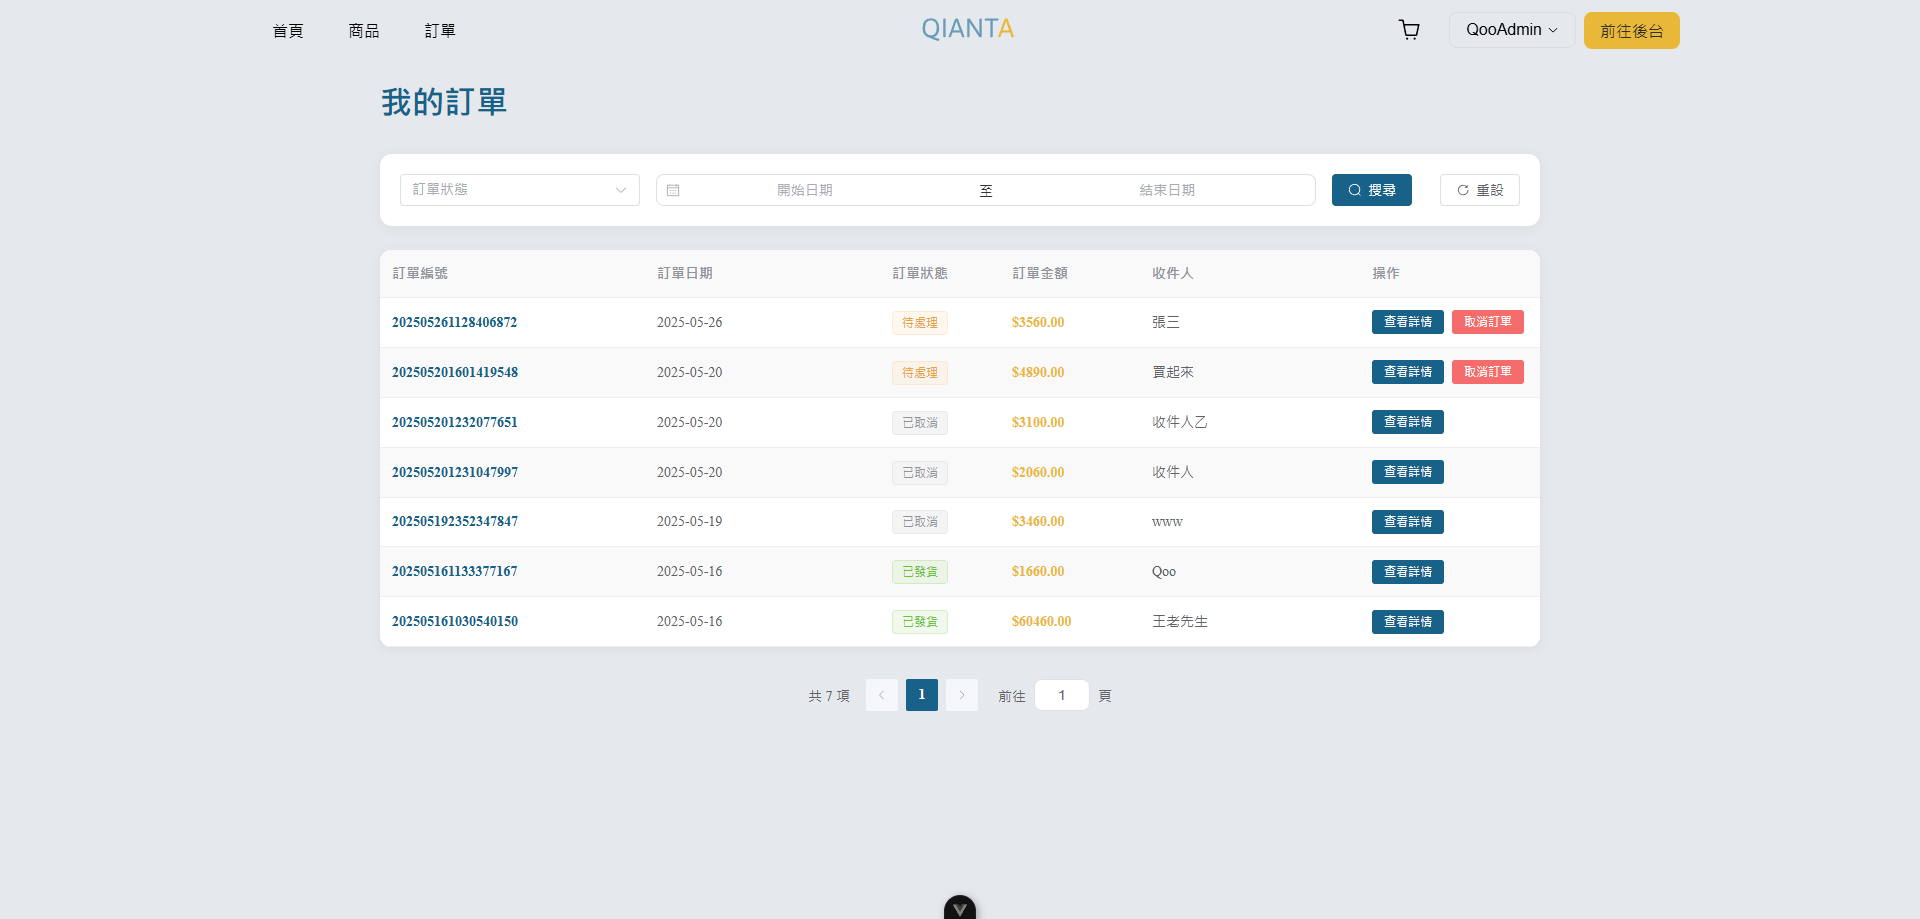 首頁 商品 訂單 QIANTA QooAdmin 前往後台
我的訂單
訂單狀態 開始日期 至 結束日期 搜尋 重設
訂單編號 訂單日期 訂單狀態 訂單金額 收件人 操作
202505261128406872 2025-05-26 待處理 $3560.00 張三 查看詳情 取消訂單
202505201601419548 2025-05-20 待處理 $4890.00 買起來 查看詳情 取消訂單
202505201232077651 2025-05-20 已取消 $3100.00 收件人乙 查看詳情
202505201231047997 2025-05-20 已取消 $2060.00 收件人 查看詳情
202505192352347847 2025-05-19 已取消 $3460.00 www 查看詳情
202505161133377167 2025-05-16 已發貨 $1660.00 Qoo 查看詳情
202505161030540150 2025-05-16 已發貨 $60460.00 王老先生 查看詳情
共 7 項 1 前往 1 頁